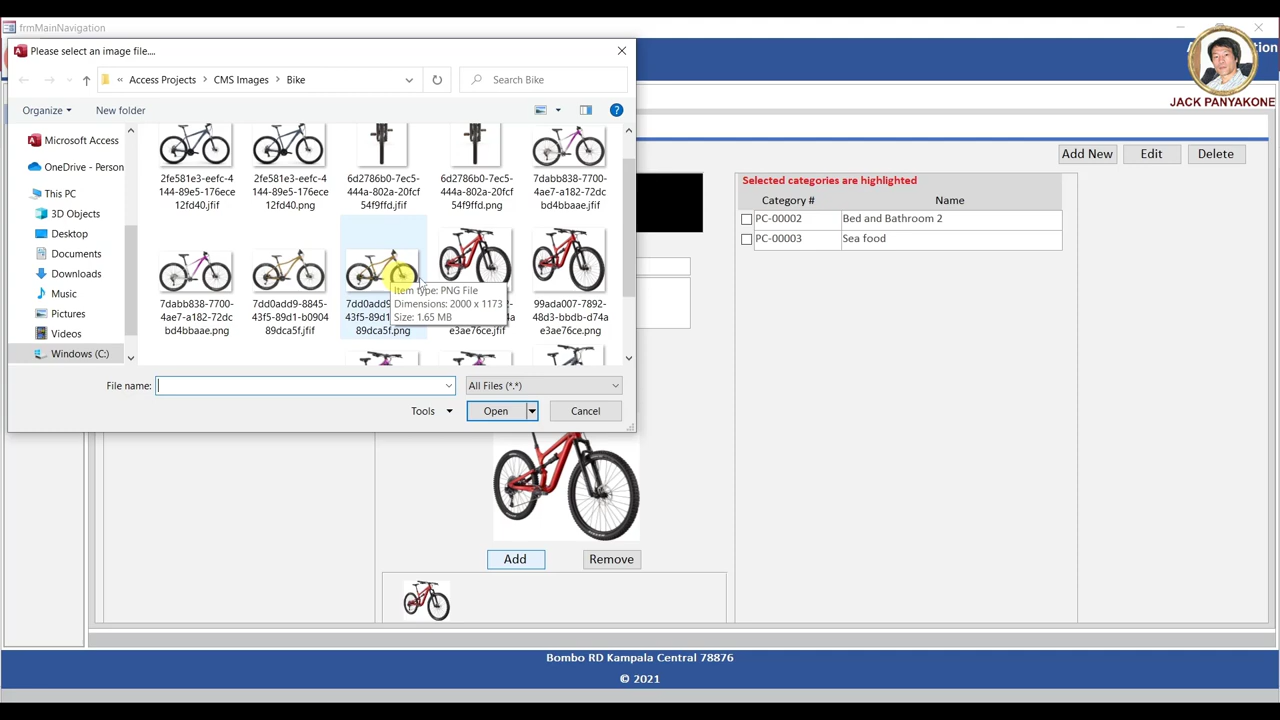 frmMainNavigation
Please select an image file....
Access Projects
CMS Images
Bike
Search Bike
Organize
New folder
Microsoft Access
OneDrive - Person
This PC
3D Objects
Desktop
Documents
Downloads
Music
Pictures
Videos
Windows (C:)
2fe581e3-eefc-4
144-89e5-176ece
12fd40.jfif
2fe581e3-eefc-4
144-89e5-176ece
12fd40.png
6d2786b0-7ec5-
444a-802a-20fcf
54f9ffd.jfif
6d2786b0-7ec5-
444a-802a-20fcf
54f9ffd.png
7dabb838-7700-
4ae7-a182-72dc
bd4bbaae.jfif
7dabb838-7700-
4ae7-a182-72dc
bd4bbaae.png
7dd0add9-8845-
43f5-89d1-b0904
89dca5f.jfif
7dd0add9
43f5-89d1
89dca5f.png
e3ae76ce.jfif
99ada007-7892-
48d3-bbdb-d74a
e3ae76ce.png
Item type: PNG File
Dimensions: 2000 x 1173
Size: 1.65 MB
File name:
All Files (*.*)
Tools
Open
Cancel
JACK PANYAKONE
Add New
Edit
Delete
Selected categories are highlighted
Category #
Name
PC-00002
Bed and Bathroom 2
PC-00003
Sea food
Add
Remove
Bombo RD Kampala Central 78876
© 2021